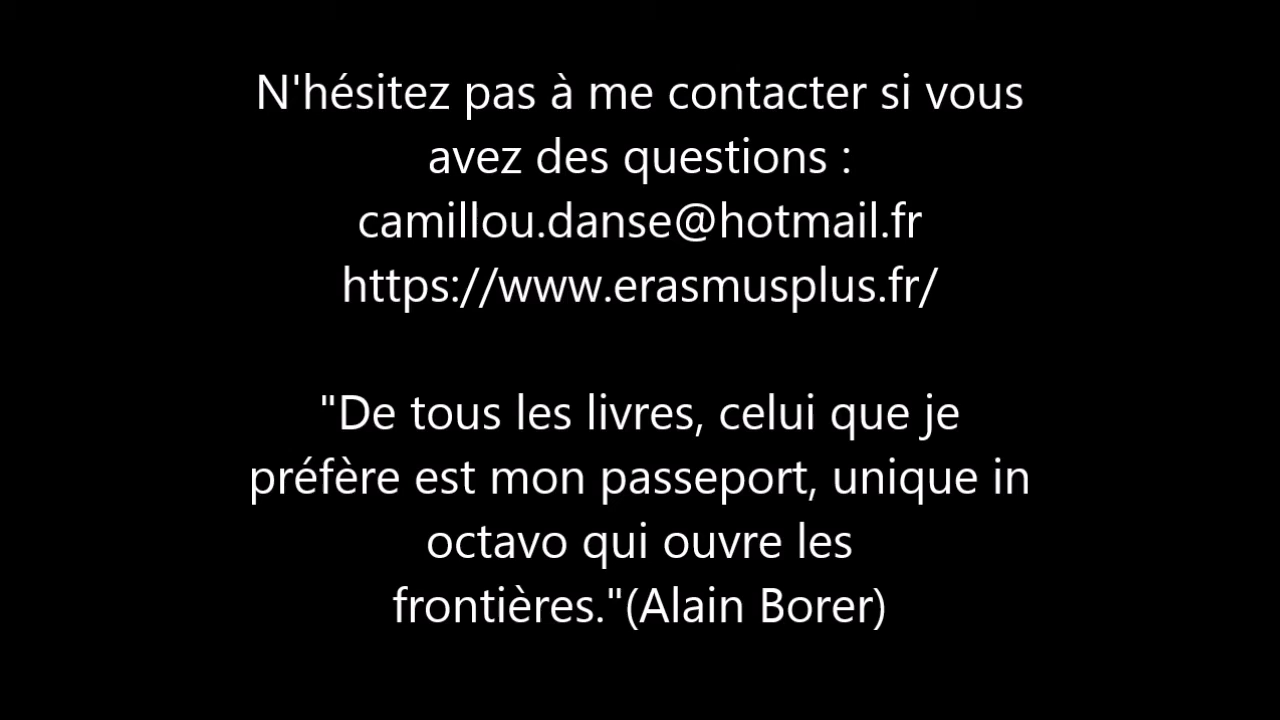 N'hésitez pas à me contacter si vous
avez des questions :
camillou.danse@hotmail.fr
https://www.erasmusplus.fr/
"De tous les livres, celui que je
préfère est mon passeport, unique in
octavo qui ouvre les
frontières."(Alain Borer)